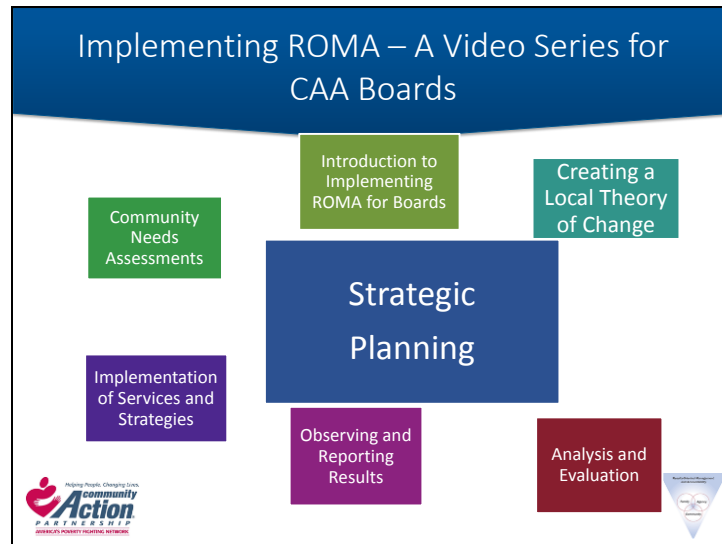 Implementing ROMA – A Video Series for
CAA Boards
Introduction to
Implementing
ROMA for Boards
Creating a
Local Theory
of Change
Community
Needs
Assessments
Strategic
Planning
Implementation
of Services and
Strategies
Observing and
Reporting
Results
Analysis and
Evaluation
Helping People. Changing Lives.
community
Action
PARTNERSHIP
AMERICA'S POVERTY FIGHTING NETWORK